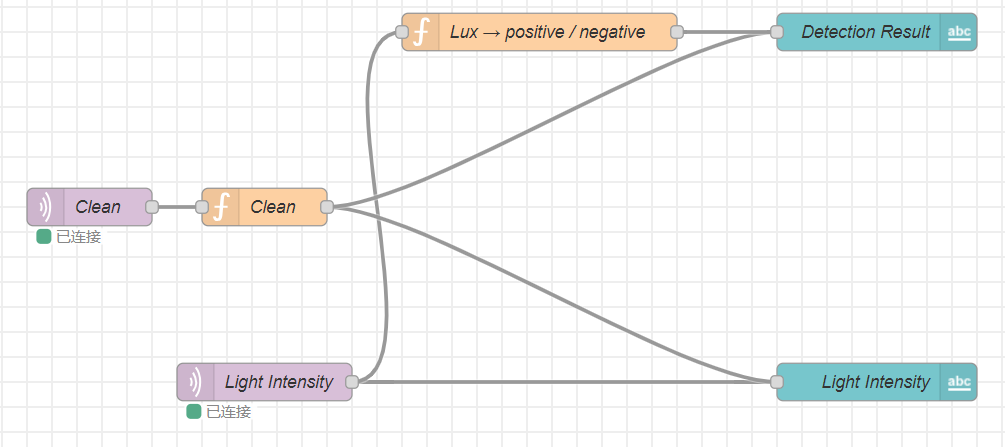 Lux → positive / negative
Detection Result
abc
Clean
Clean
已连接
Light Intensity
Light Intensity
abc
已连接